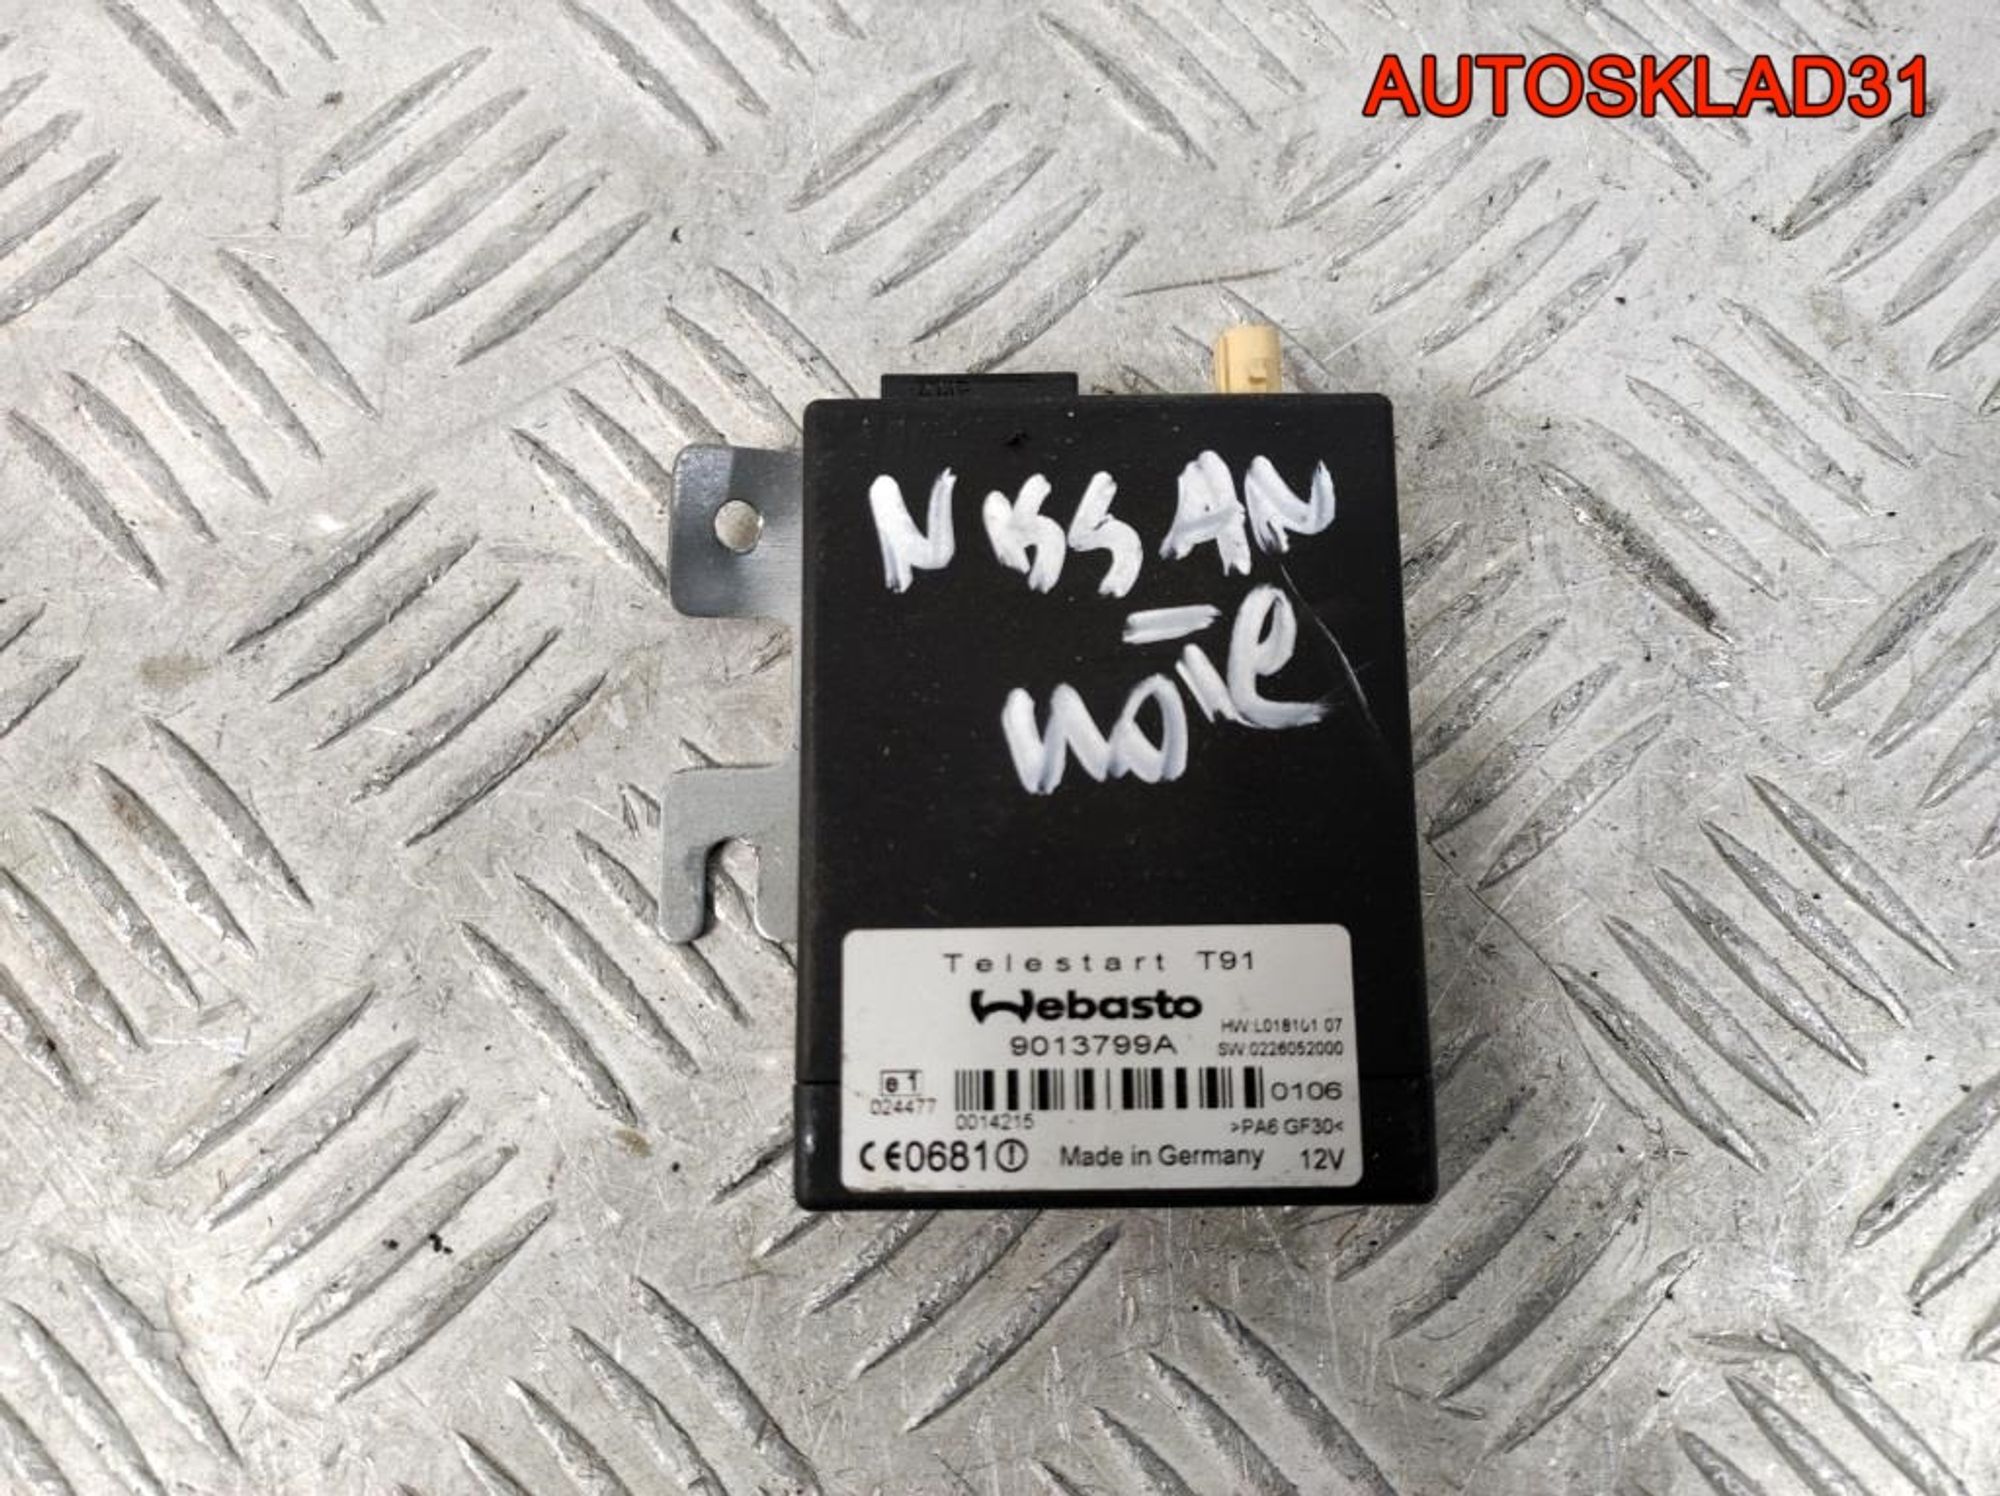 AUTOSKLAD31
NISSAN
NOTE
Telestart T91
Webasto
9013799A
HW:L018101 07
SW:0226052000
e1
024477
0106
0014215
>PA6 GF30<
CE0681
Made in Germany 12V